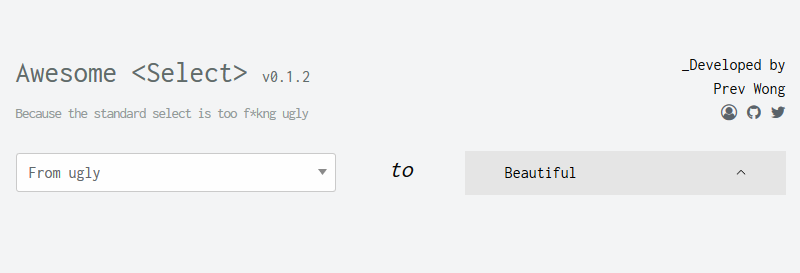 Awesome <Select> v0.1.2
Because the standard select is too f*kng ugly
_Developed by
Prev Wong
From ugly
to
Beautiful